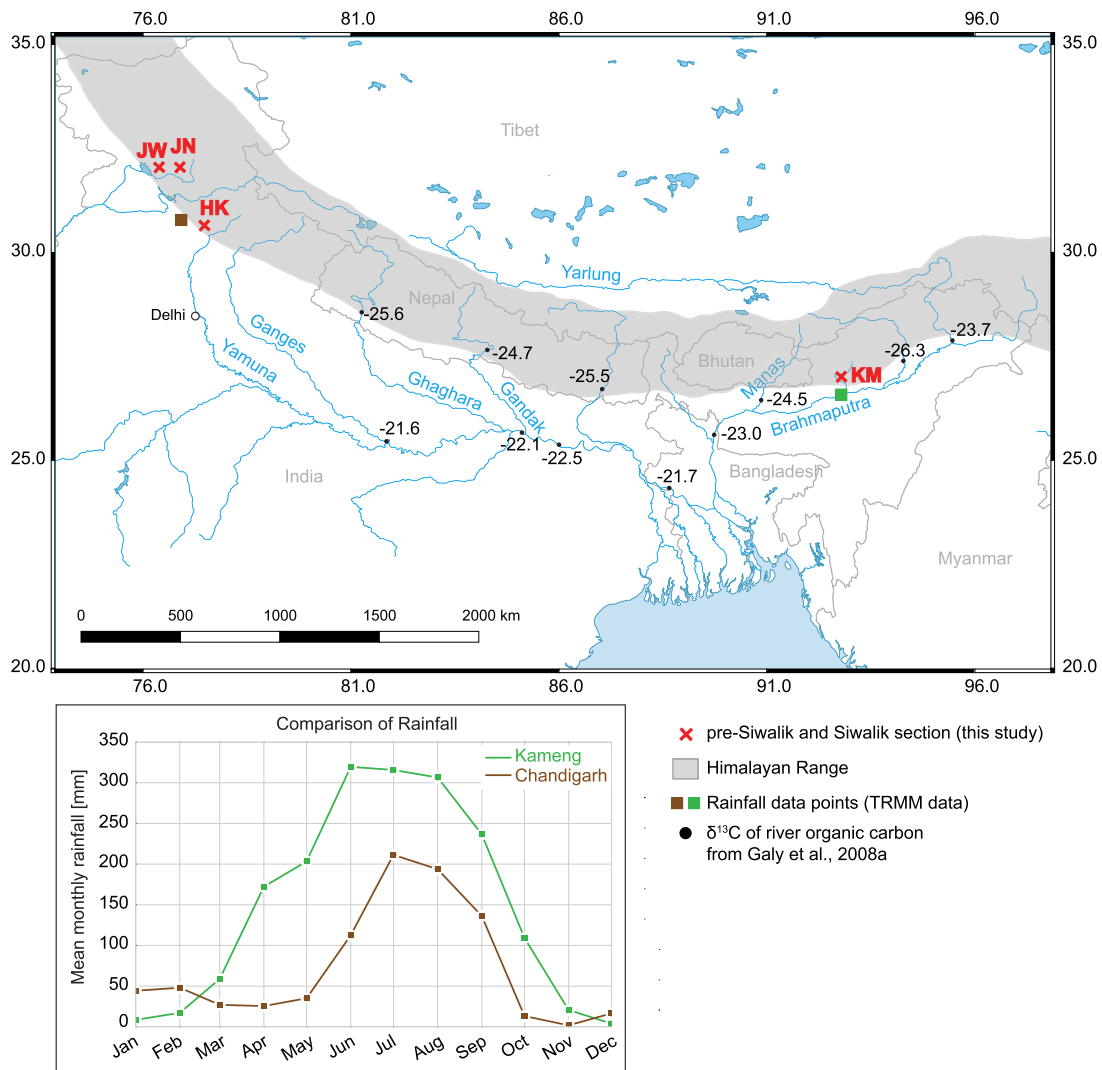 76.0 81.0 86.0 91.0 96.0
35.0 35.0
Tibet
JW JN
HK
30.0 30.0
Yarlung
Nepal
-25.6
Delhi
Ganges
Yamuna
-24.7
Bhutan
Manas
-23.7
-26.3
KM
-25.5
Ghaghara
Gandak
-24.5
Brahmaputra
-21.6
-22.1
-22.5
-23.0
25.0 25.0
India
-21.7
Bangladesh
Myanmar
0 500 1000 1500 2000 km
20.0 20.0
76.0 81.0 86.0 91.0 96.0
Comparison of Rainfall
Mean monthly rainfall [mm]
350
300
250
200
150
100
50
0
Kameng
Chandigarh
Jan Feb Mar Apr May Jun Jul Aug Sep Oct Nov Dec
pre-Siwalik and Siwalik section (this study)
Himalayan Range
Rainfall data points (TRMM data)
δ¹³C of river organic carbon
from Galy et al., 2008a